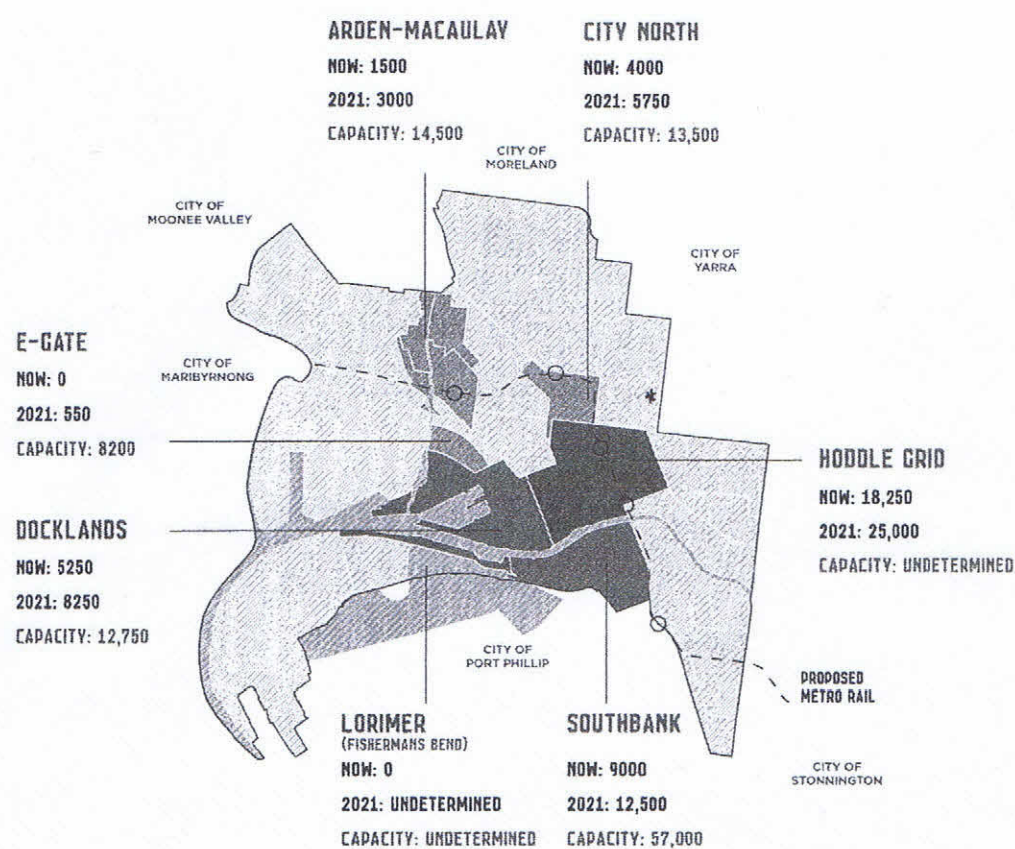 ARDEN-MACAULAY
NOW: 1500
2021: 3000
CAPACITY: 14,500
CITY NORTH
NOW: 4000
2021: 5750
CAPACITY: 13,500
CITY OF
MORELAND
CITY OF
MOONEE VALLEY
CITY OF
YARRA
E-GATE
NOW: 0
2021: 550
CAPACITY: 8200
CITY OF
MARIBYRNONG
*
HODDLE GRID
NOW: 18,250
2021: 25,000
CAPACITY: UNDETERMINED
DOCKLANDS
NOW: 5250
2021: 8250
CAPACITY: 12,750
CITY OF
PORT PHILLIP
PROPOSED
METRO RAIL
LORIMER
(FISHERMANS BEND)
NOW: 0
2021: UNDETERMINED
CAPACITY: UNDETERMINED
SOUTHBANK
NOW: 9000
2021: 12,500
CAPACITY: 57,000
CITY OF
STONNINGTON